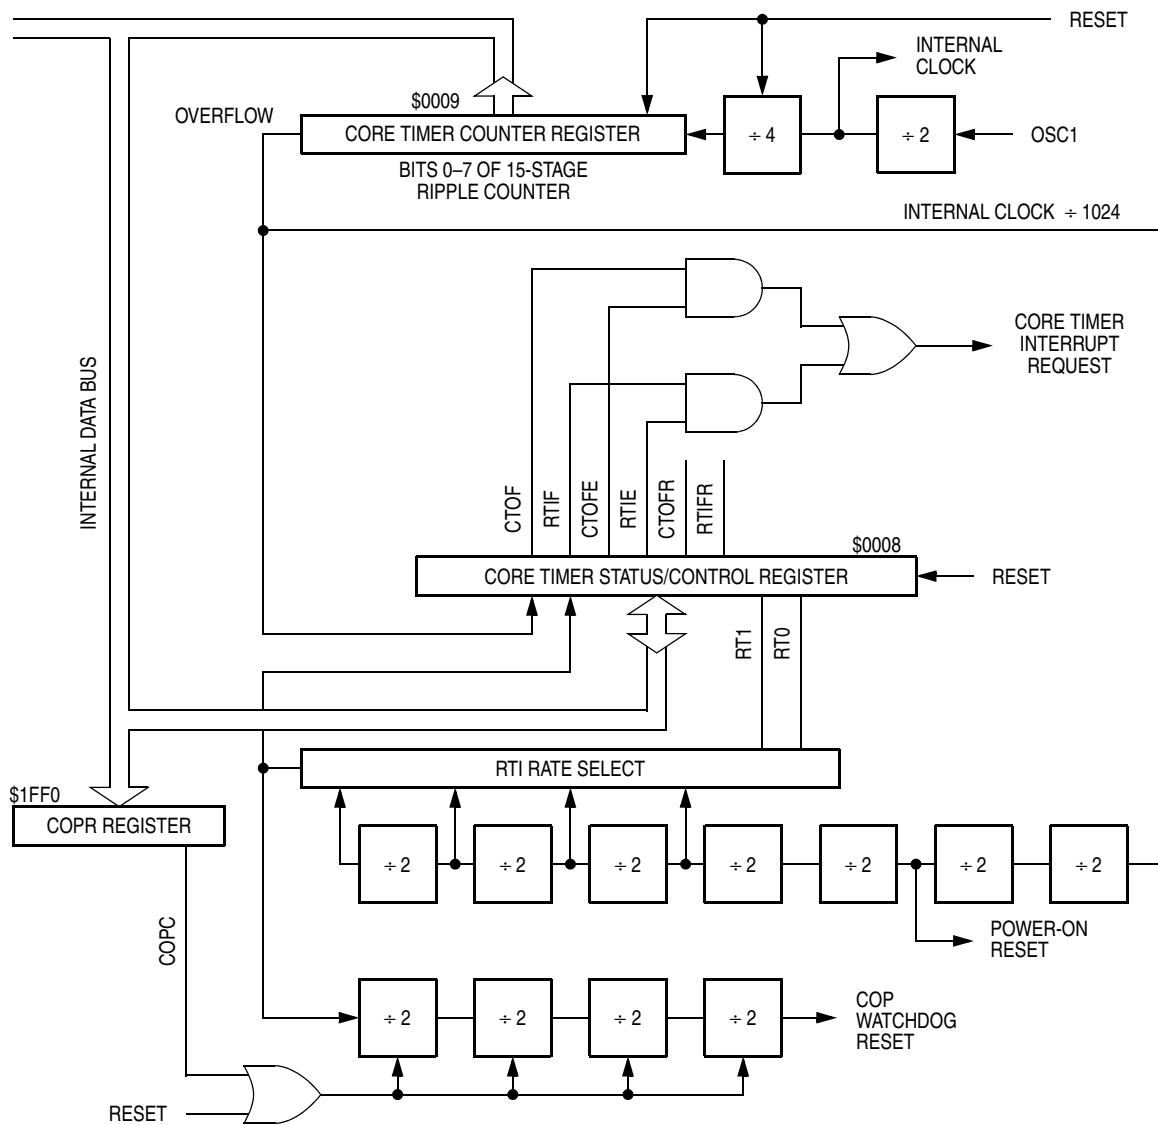 RESET
INTERNAL
CLOCK
$0009
OVERFLOW
CORE TIMER COUNTER REGISTER
÷ 4
÷ 2
OSC1
BITS 0–7 OF 15-STAGE
RIPPLE COUNTER
INTERNAL CLOCK ÷ 1024
CORE TIMER
INTERRUPT
REQUEST
INTERNAL DATA BUS
CTOF
RTIF
CTOFE
RTIE
CTOFR
RTIFR
$0008
CORE TIMER STATUS/CONTROL REGISTER
RESET
RT1
RT0
RTI RATE SELECT
$1FF0
COPR REGISTER
÷ 2
÷ 2
÷ 2
÷ 2
÷ 2
÷ 2
÷ 2
POWER-ON
RESET
COPC
÷ 2
÷ 2
÷ 2
÷ 2
COP
WATCHDOG
RESET
RESET